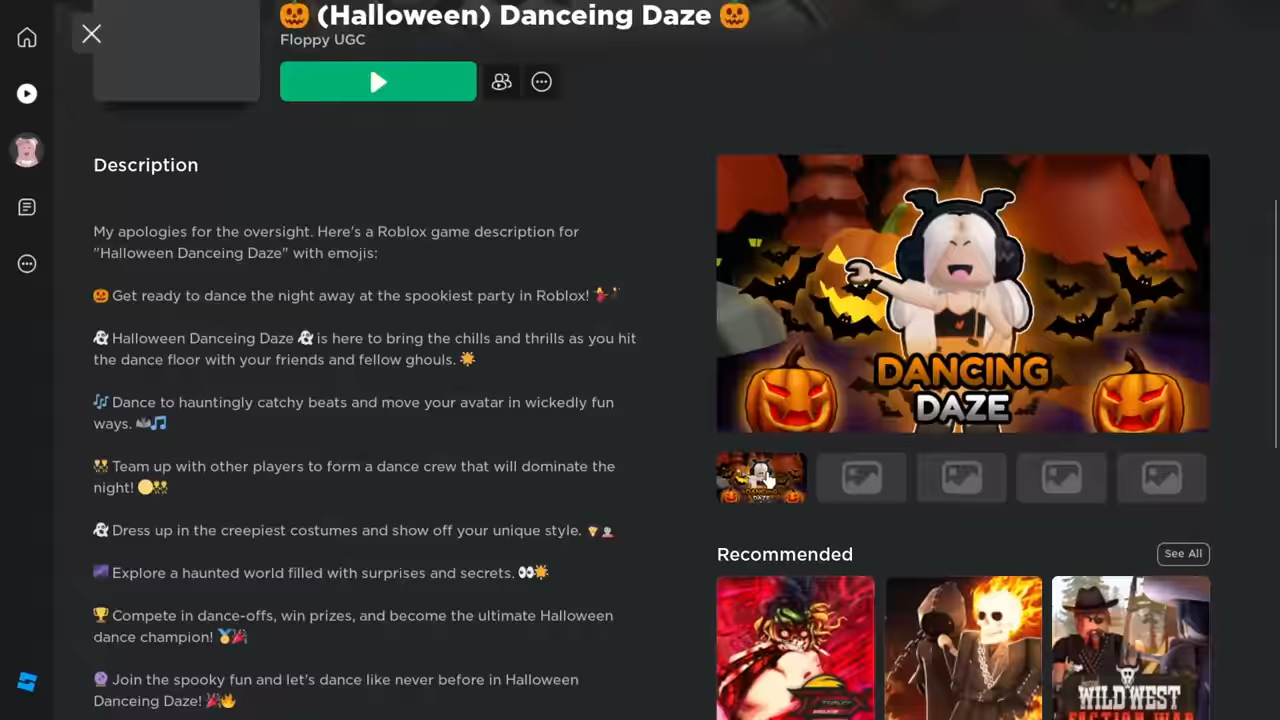 🎃 (Halloween) Danceing Daze 🎃
Floppy UGC
Description
My apologies for the oversight. Here's a Roblox game description for
"Halloween Danceing Daze" with emojis:
🎃 Get ready to dance the night away at the spookiest party in Roblox! 💃🕺
👻 Halloween Danceing Daze 👻 is here to bring the chills and thrills as you hit
the dance floor with your friends and fellow ghouls. 🌟
🎶 Dance to hauntingly catchy beats and move your avatar in wickedly fun
ways. 🦇🎵
👯 Team up with other players to form a dance crew that will dominate the
night! 🌕👯
👻 Dress up in the creepiest costumes and show off your unique style.
🌌 Explore a haunted world filled with surprises and secrets. 👀🌟
🏆 Compete in dance-offs, win prizes, and become the ultimate Halloween
dance champion! 🏅🎉
🔮 Join the spooky fun and let's dance like never before in Halloween
Danceing Daze! 🎉🔥
DANCING
DAZE
DANCING
DAZE
Recommended
See All
WILD WEST
FACTION WAR